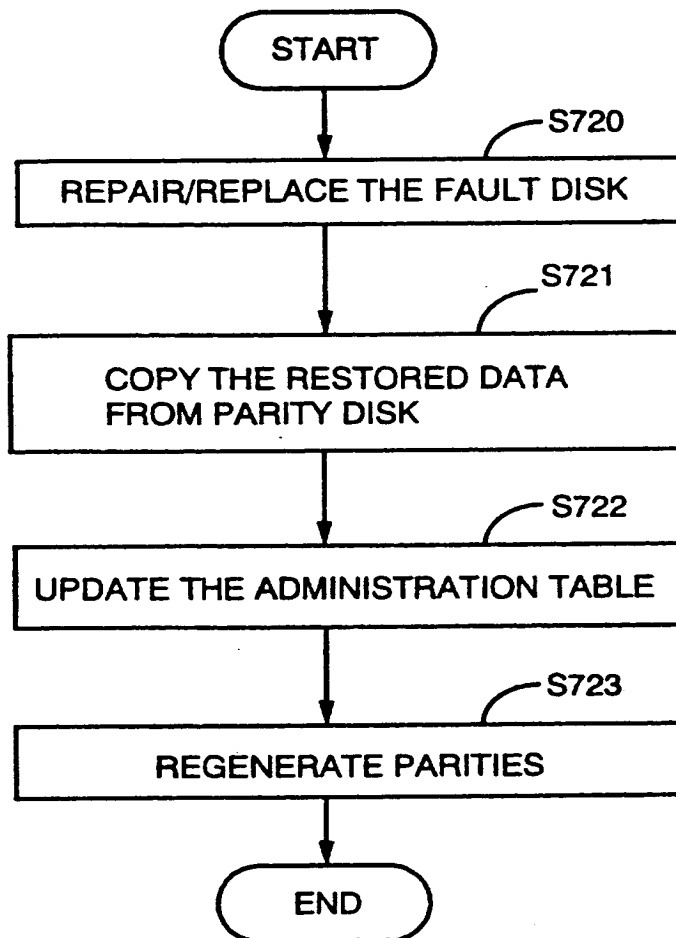 START
S720
REPAIR/REPLACE THE FAULT DISK
S721
COPY THE RESTORED DATA
FROM PARITY DISK
S722
UPDATE THE ADMINISTRATION TABLE
S723
REGENERATE PARITIES
END